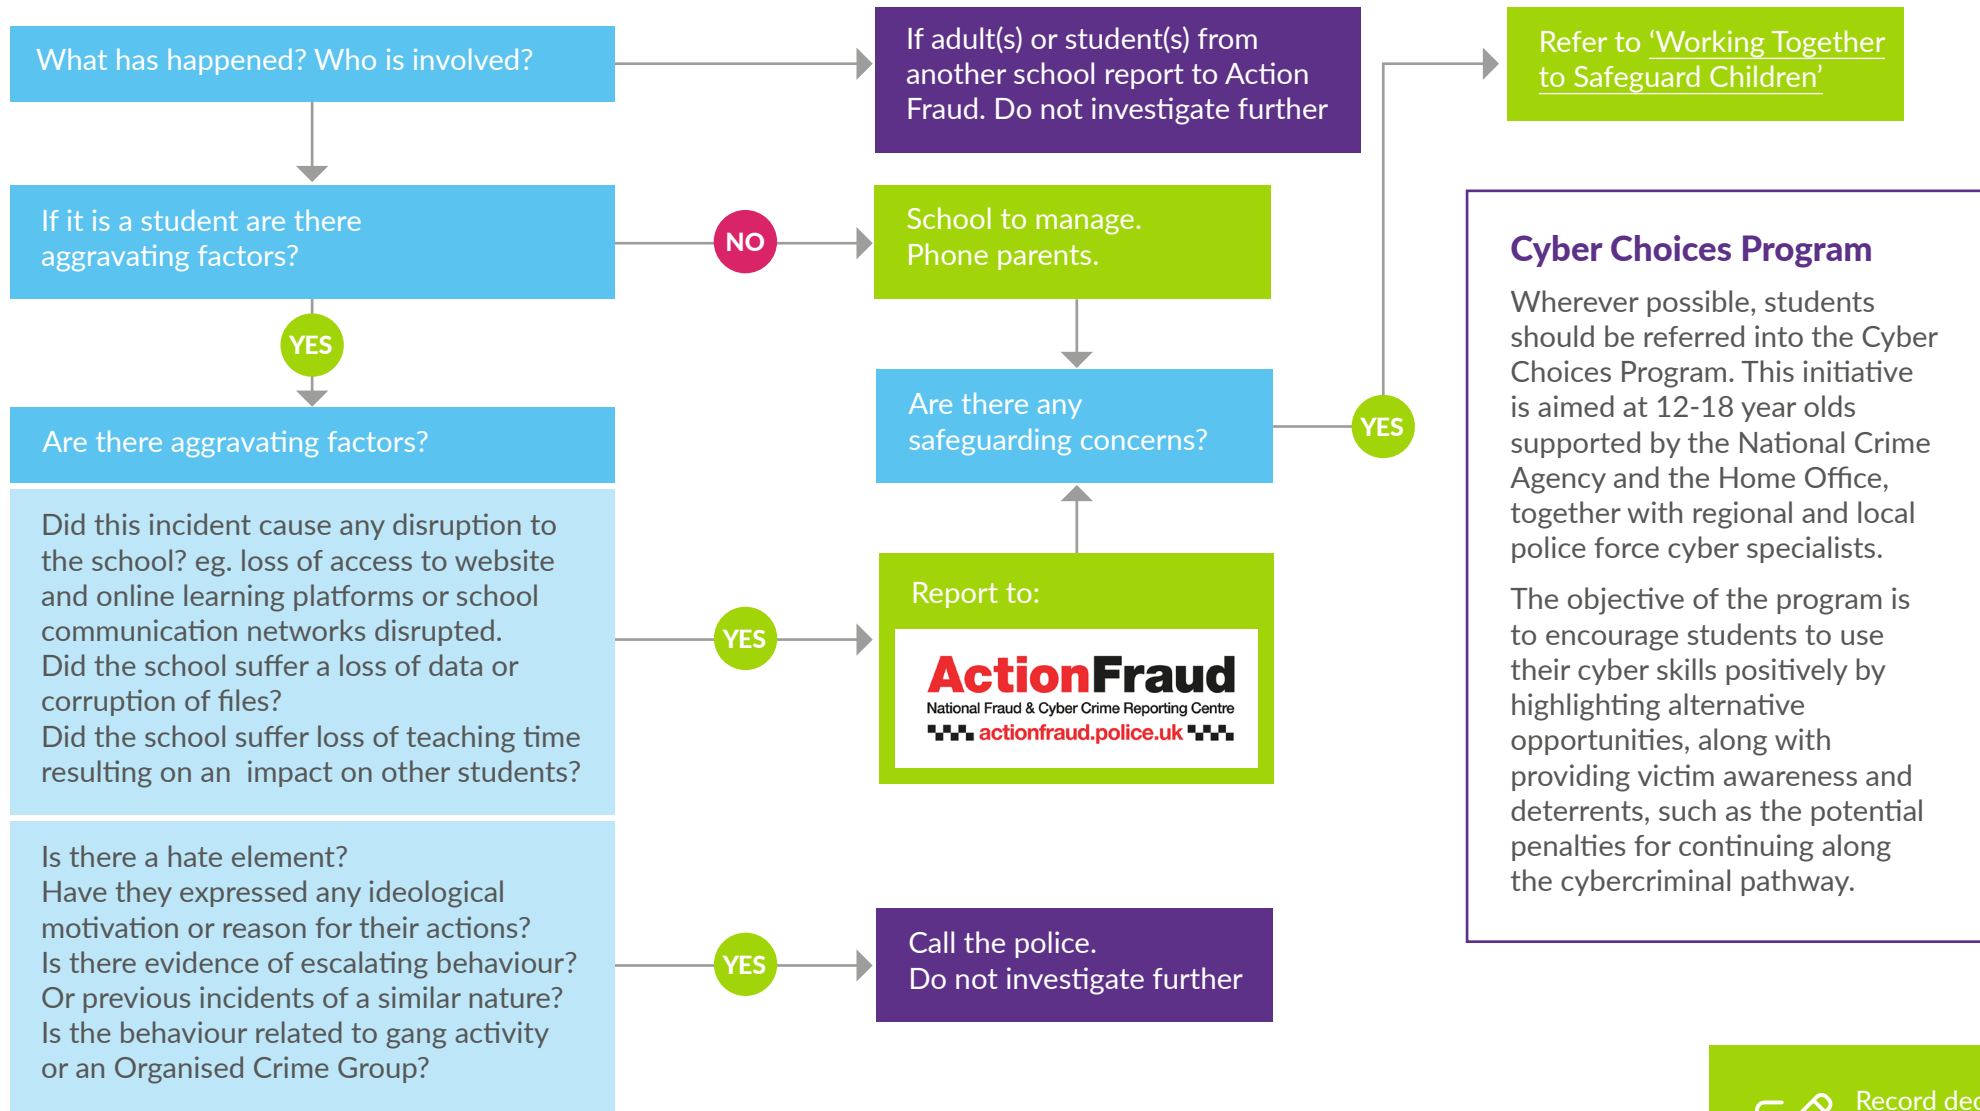 What has happened? Who is involved?
If adult(s) or student(s) from
another school report to Action
Fraud. Do not investigate further
Refer to ‘Working Together
to Safeguard Children’
If it is a student are there
aggravating factors?
NO
School to manage.
Phone parents.
YES
Are there any
safeguarding concerns?
YES
Are there aggravating factors?
Did this incident cause any disruption to
the school? eg. loss of access to website
and online learning platforms or school
communication networks disrupted.
Did the school suffer a loss of data or
corruption of files?
Did the school suffer loss of teaching time
resulting on an  impact on other students?
YES
Report to:
ActionFraud
National Fraud & Cyber Crime Reporting Centre
actionfraud.police.uk
Is there a hate element?
Have they expressed any ideological
motivation or reason for their actions?
Is there evidence of escalating behaviour?
Or previous incidents of a similar nature?
Is the behaviour related to gang activity
or an Organised Crime Group?
YES
Call the police.
Do not investigate further
Cyber Choices Program
Wherever possible, students
should be referred into the Cyber
Choices Program. This initiative
is aimed at 12-18 year olds
supported by the National Crime
Agency and the Home Office,
together with regional and local
police force cyber specialists.
The objective of the program is
to encourage students to use
their cyber skills positively by
highlighting alternative
opportunities, along with
providing victim awareness and
deterrents, such as the potential
penalties for continuing along
the cybercriminal pathway.
Record